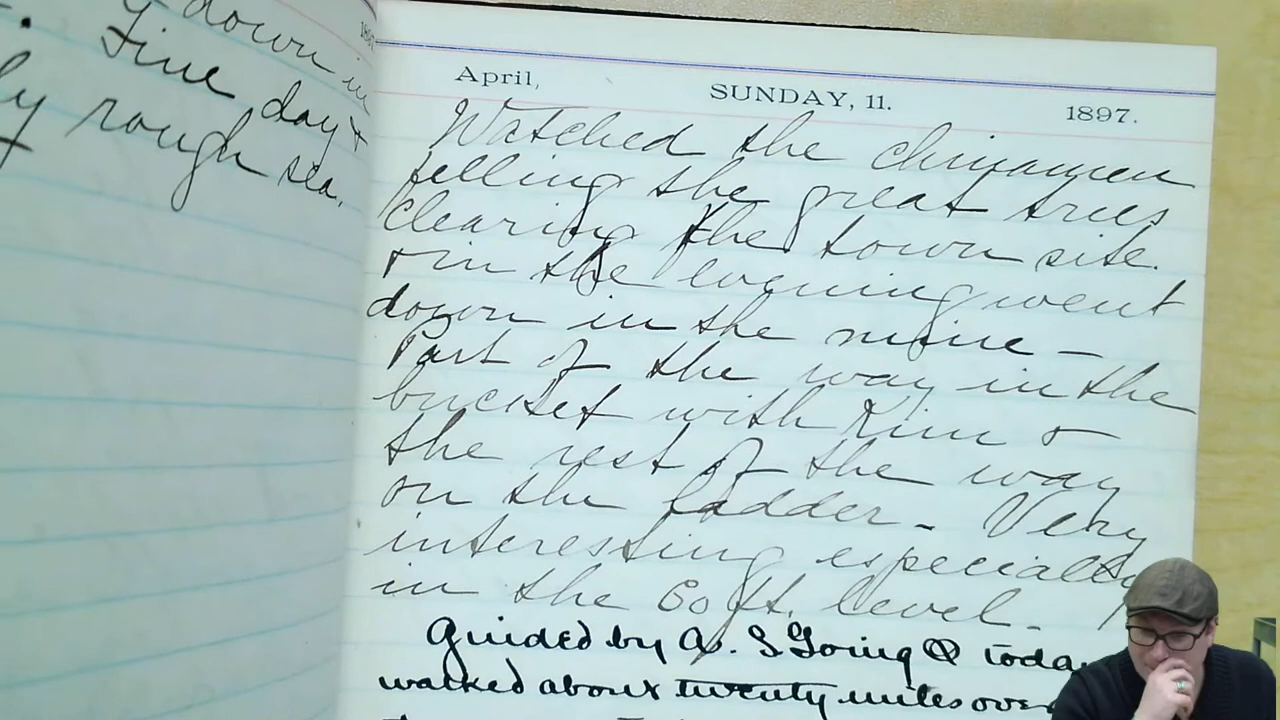 down in
Fine day &
ly rough sea.
April, SUNDAY, 11. 1897.
Watched the chinamen
felling the great trees
clearing the town site.
& in the evening went
down in the mine -
Part of the way in the
bucket with Kim &
the rest of the way
on the ladder. Very
interesting especially
in the 60 ft. level.
Guided by A. S Going Q toda
walked about twenty miles over